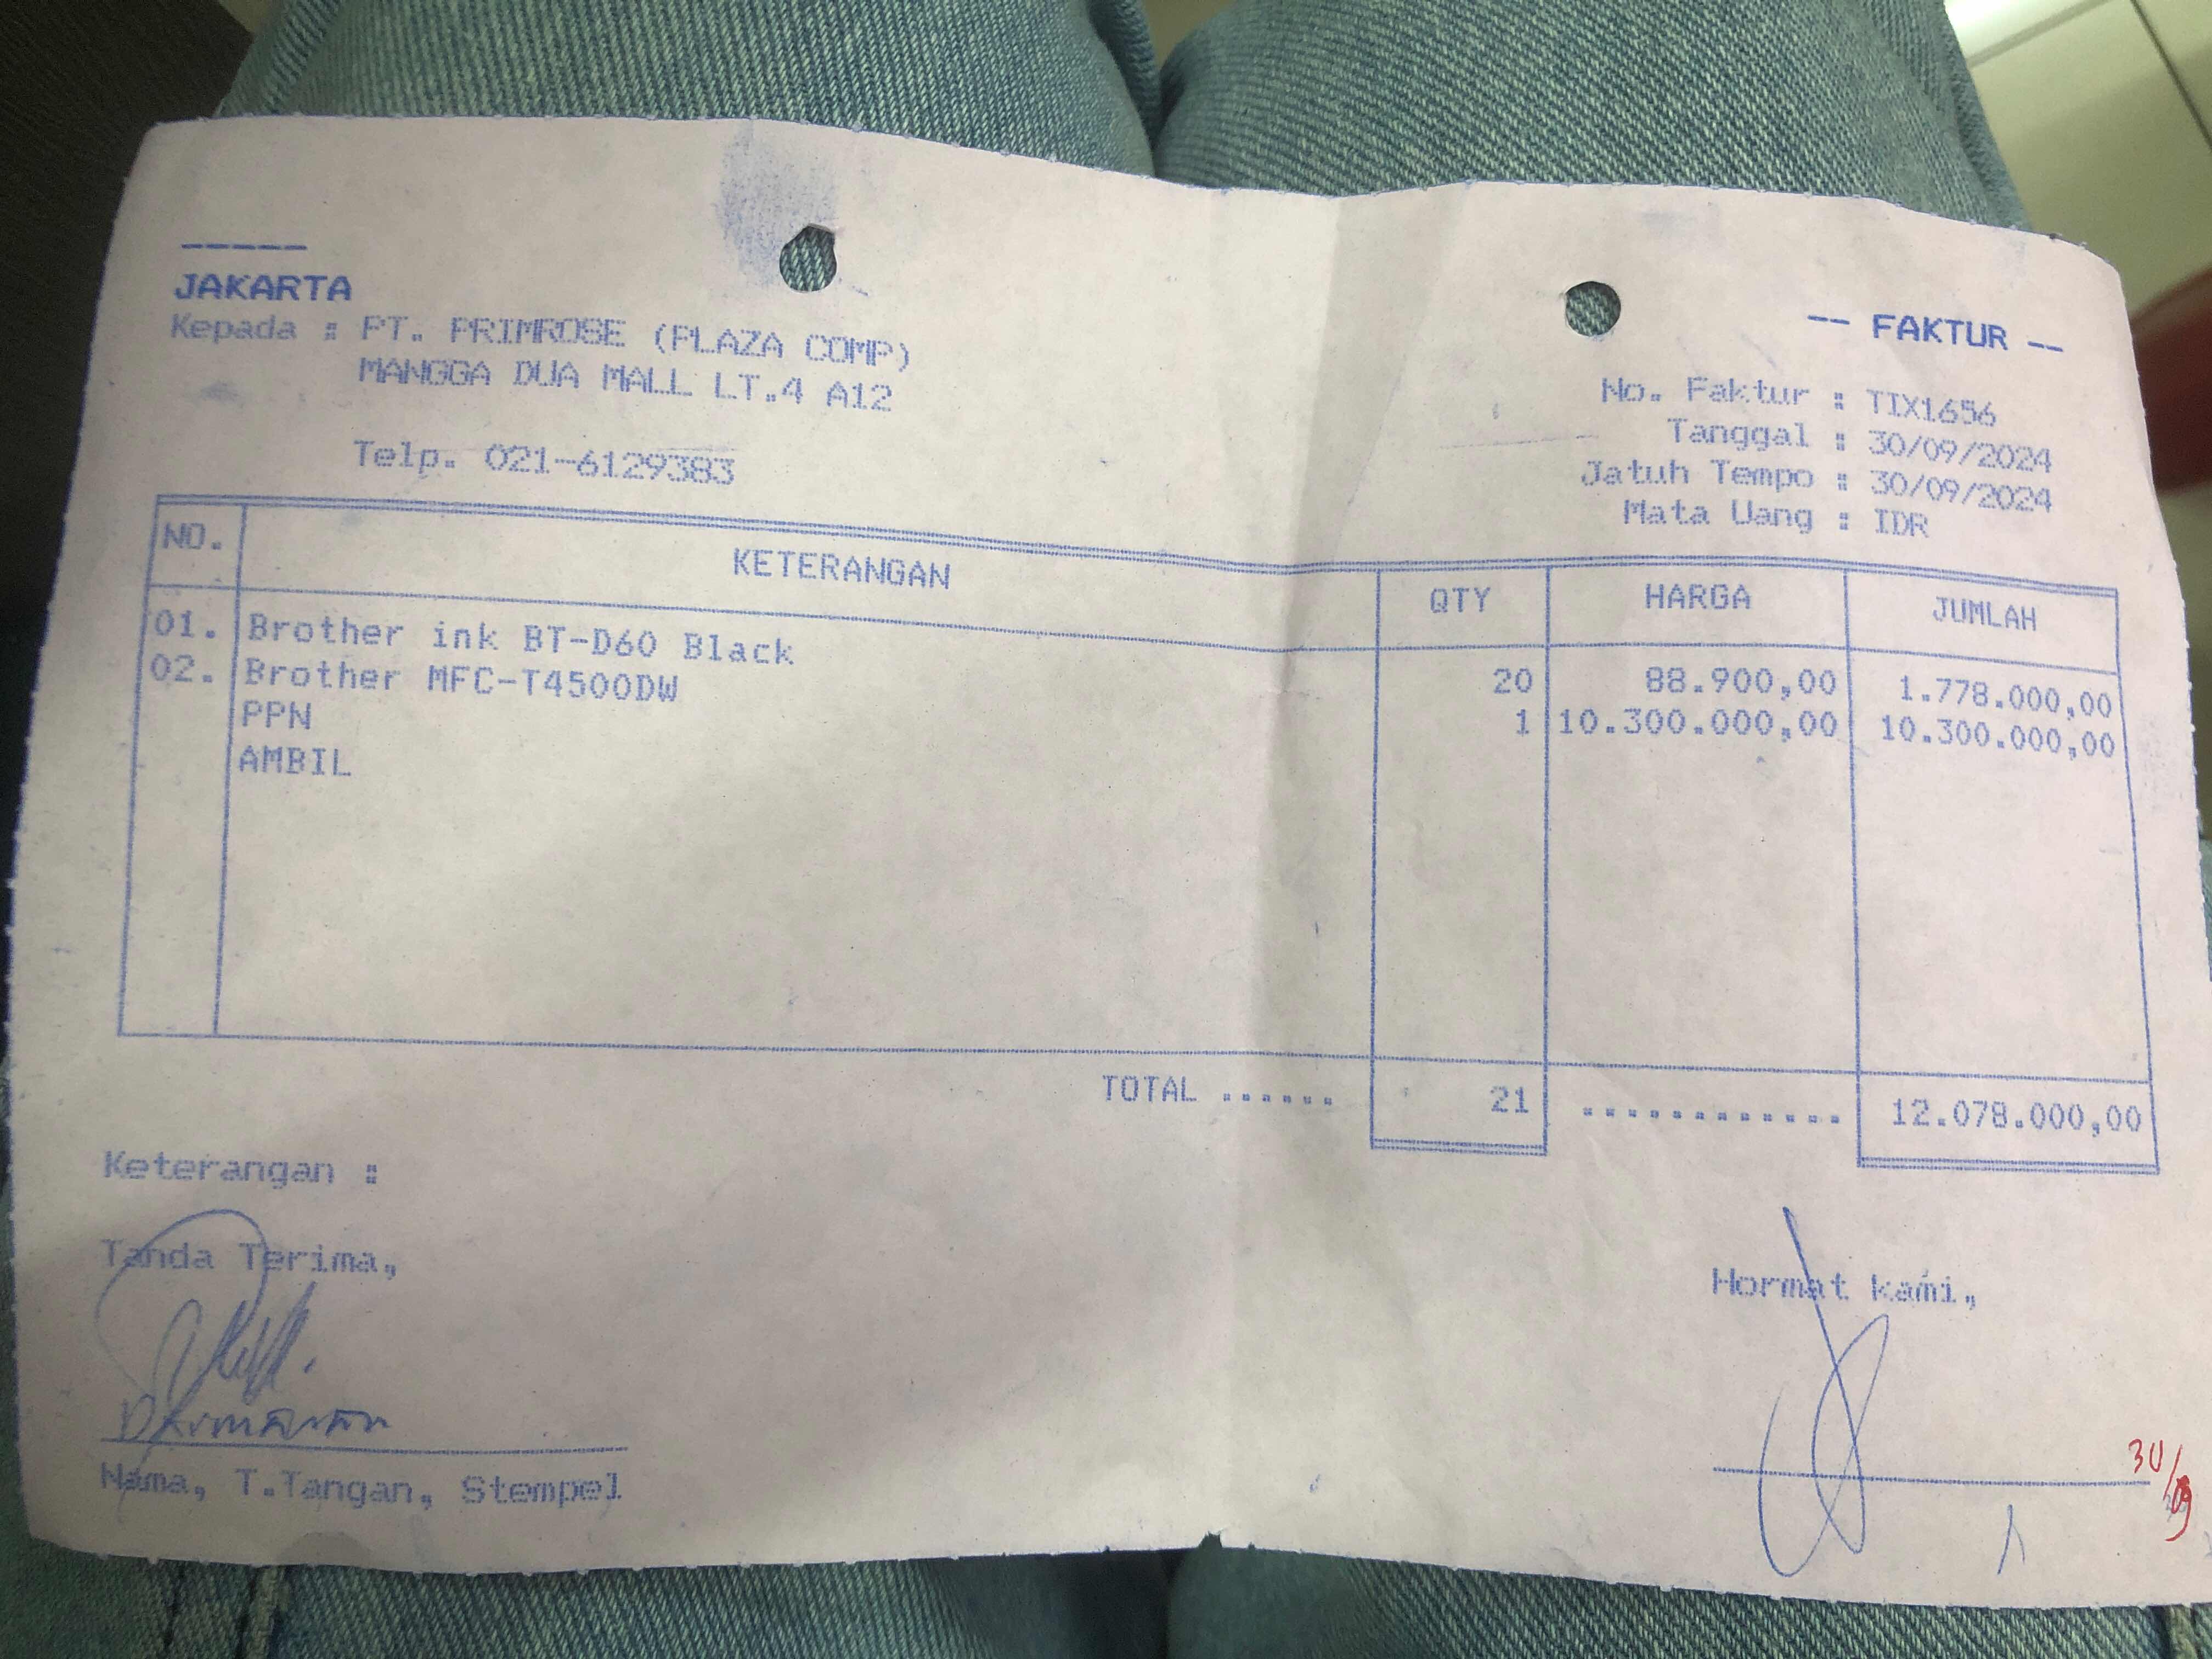 -----
JAKARTA
Kepada : PT. PRIMROSE (PLAZA COMP)
MANGGA DUA MALL LT.4 A12
Telp. 021-6129383
-- FAKTUR --
No. Faktur : TIX1656
Tanggal : 30/09/2024
Jatuh Tempo : 30/09/2024
Mata Uang : IDR
NO. KETERANGAN QTY HARGA JUMLAH
01. Brother ink BT-D60 Black 20 88.900,00 1.778.000,00
02. Brother MFC-T4500DW 1 10.300.000,00 10.300.000,00
PPN
AMBIL
TOTAL ...... 21 ............ 12.078.000,00
Keterangan :
Tanda Terima,
Darmawan
Nama, T.Tangan, Stempel
Hormat kami,
30/09